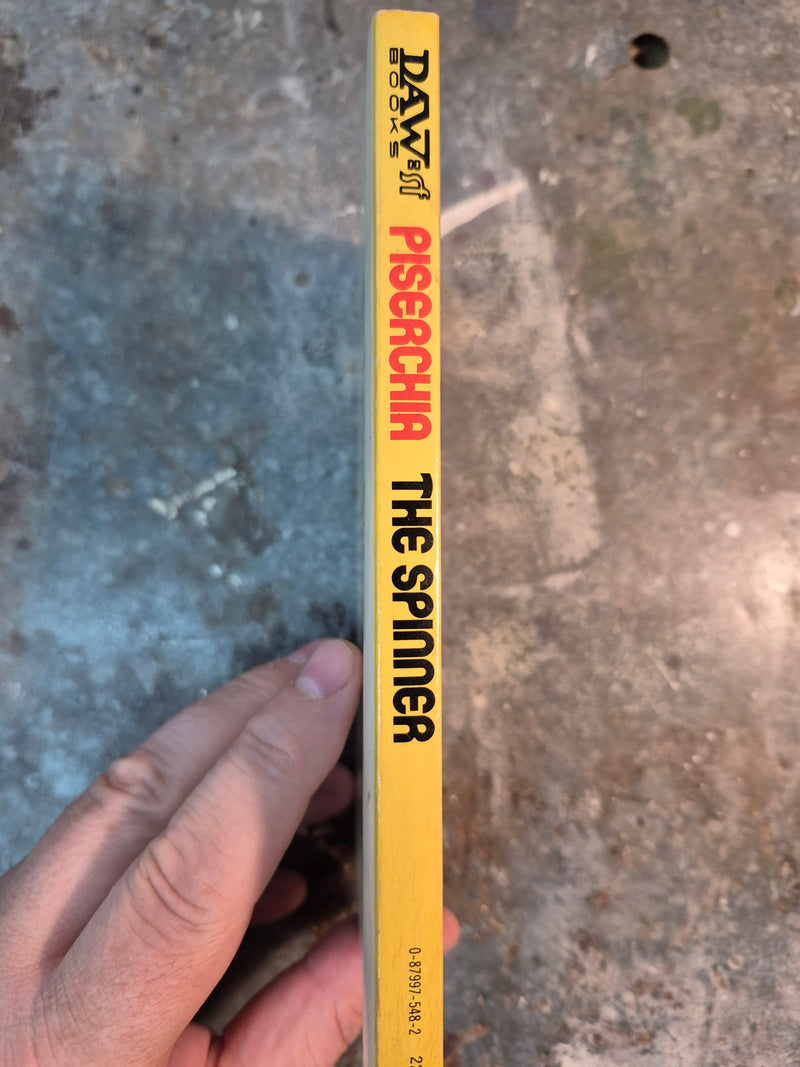 DAW
BOOKS
sf
PISERCHIA
THE SPINNER
0-87997-548-2